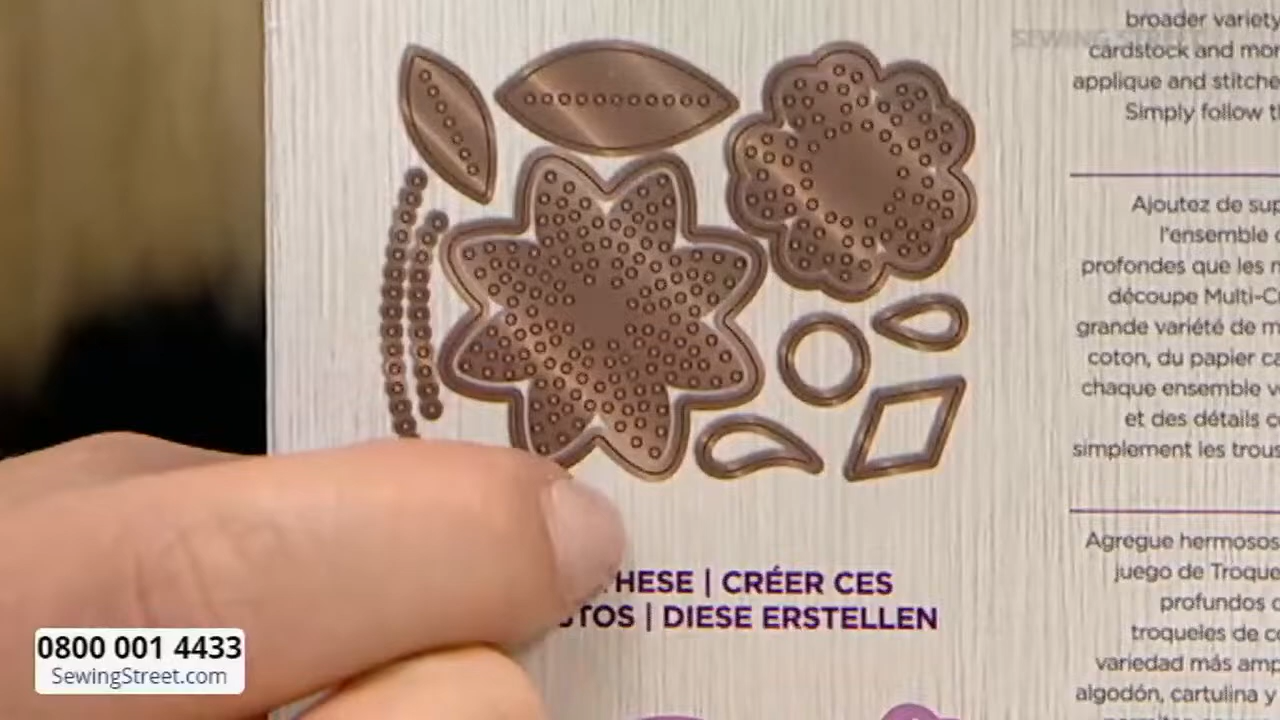 SEWING STREET
broader variety
cardstock and mor
applique and stitche
Simply follow t
Ajoutez de sup
l'ensemble
profondes que les
découpe Multi-C
grande variété de
coton, du papier ca
chaque ensemble
et des détails
simplement les trous
Agregue hermosos
juego de Troque
profundos
troqueles de
variedad más amp
algodón, cartulina y
HESE | CRÉER CES
TOS | DIESE ERSTELLEN
0800 001 4433
SewingStreet.com